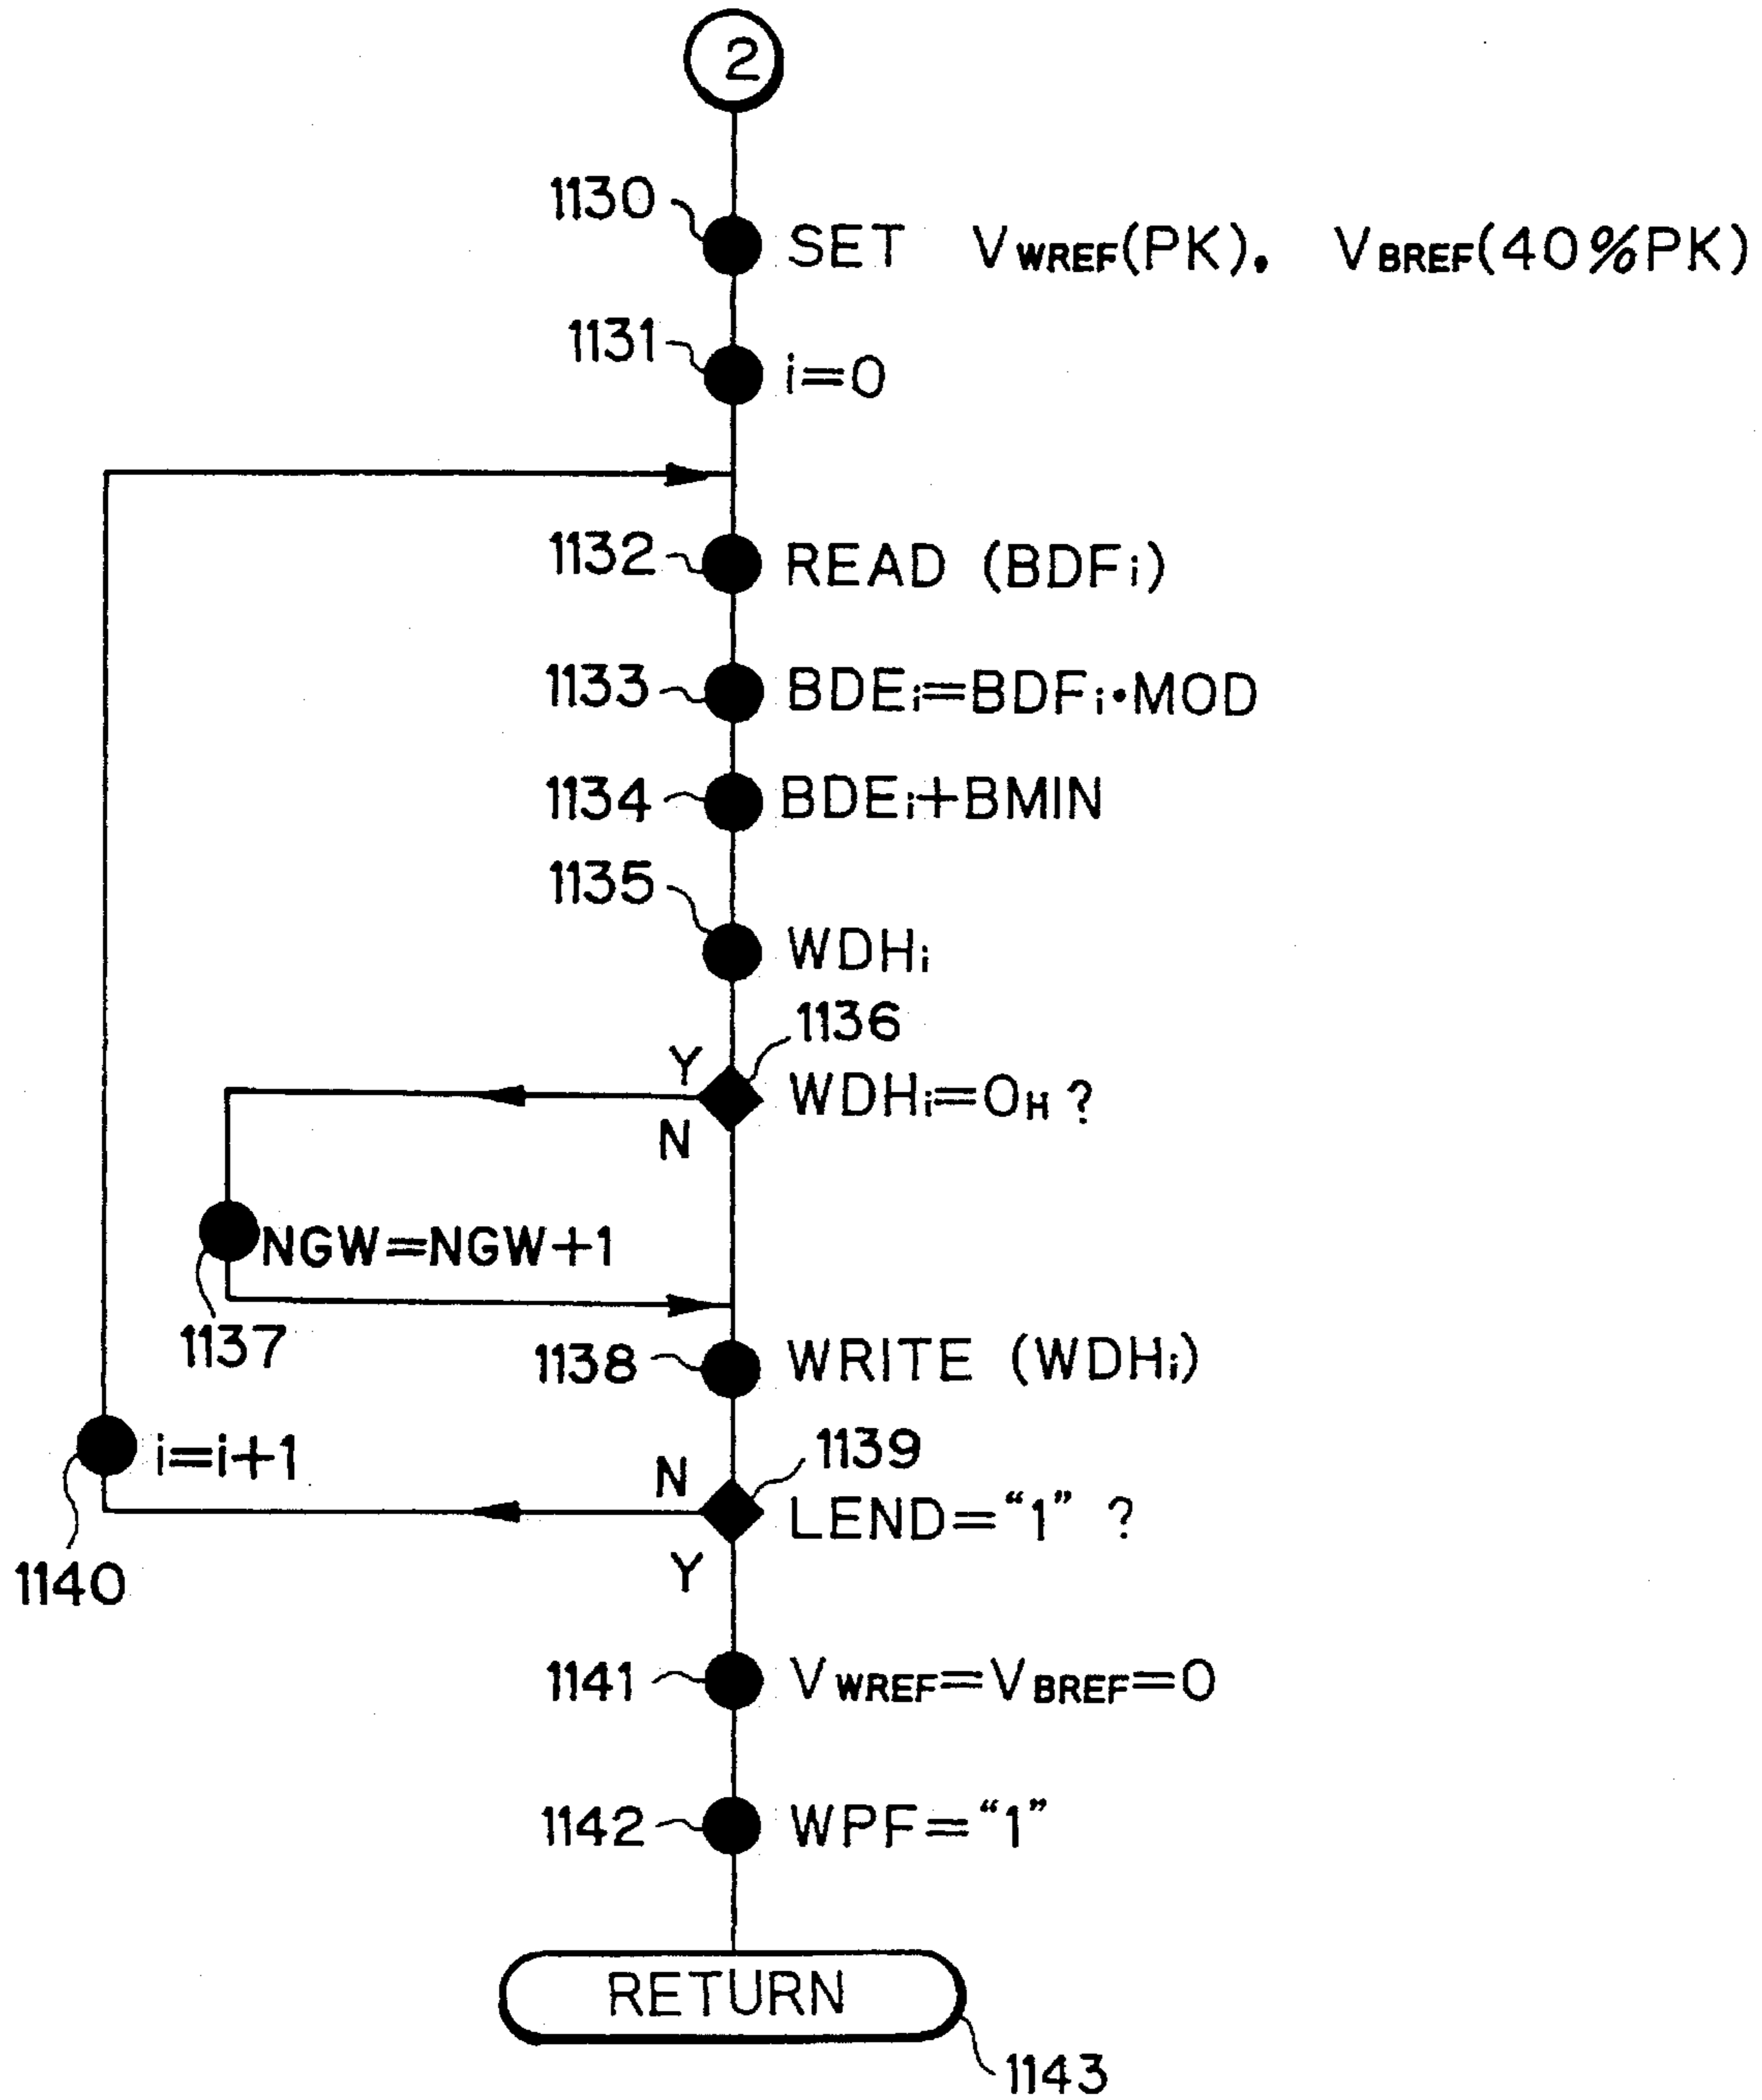 2
1130 SET VWREF(PK). VBREF(40%PK)
1131 i=0
1132 READ (BDFi)
1133 BDEi=BDFi·MOD
1134 BDEi+BMIN
1135 WDHi
1136
Y WDHi=0H ?
N
NGW=NGW+1
1137
1138 WRITE (WDHi)
1139
i=i+1
N LEND="1" ?
1140
Y
1141 VWREF=VBREF=0
1142 WPF="1"
RETURN
1143